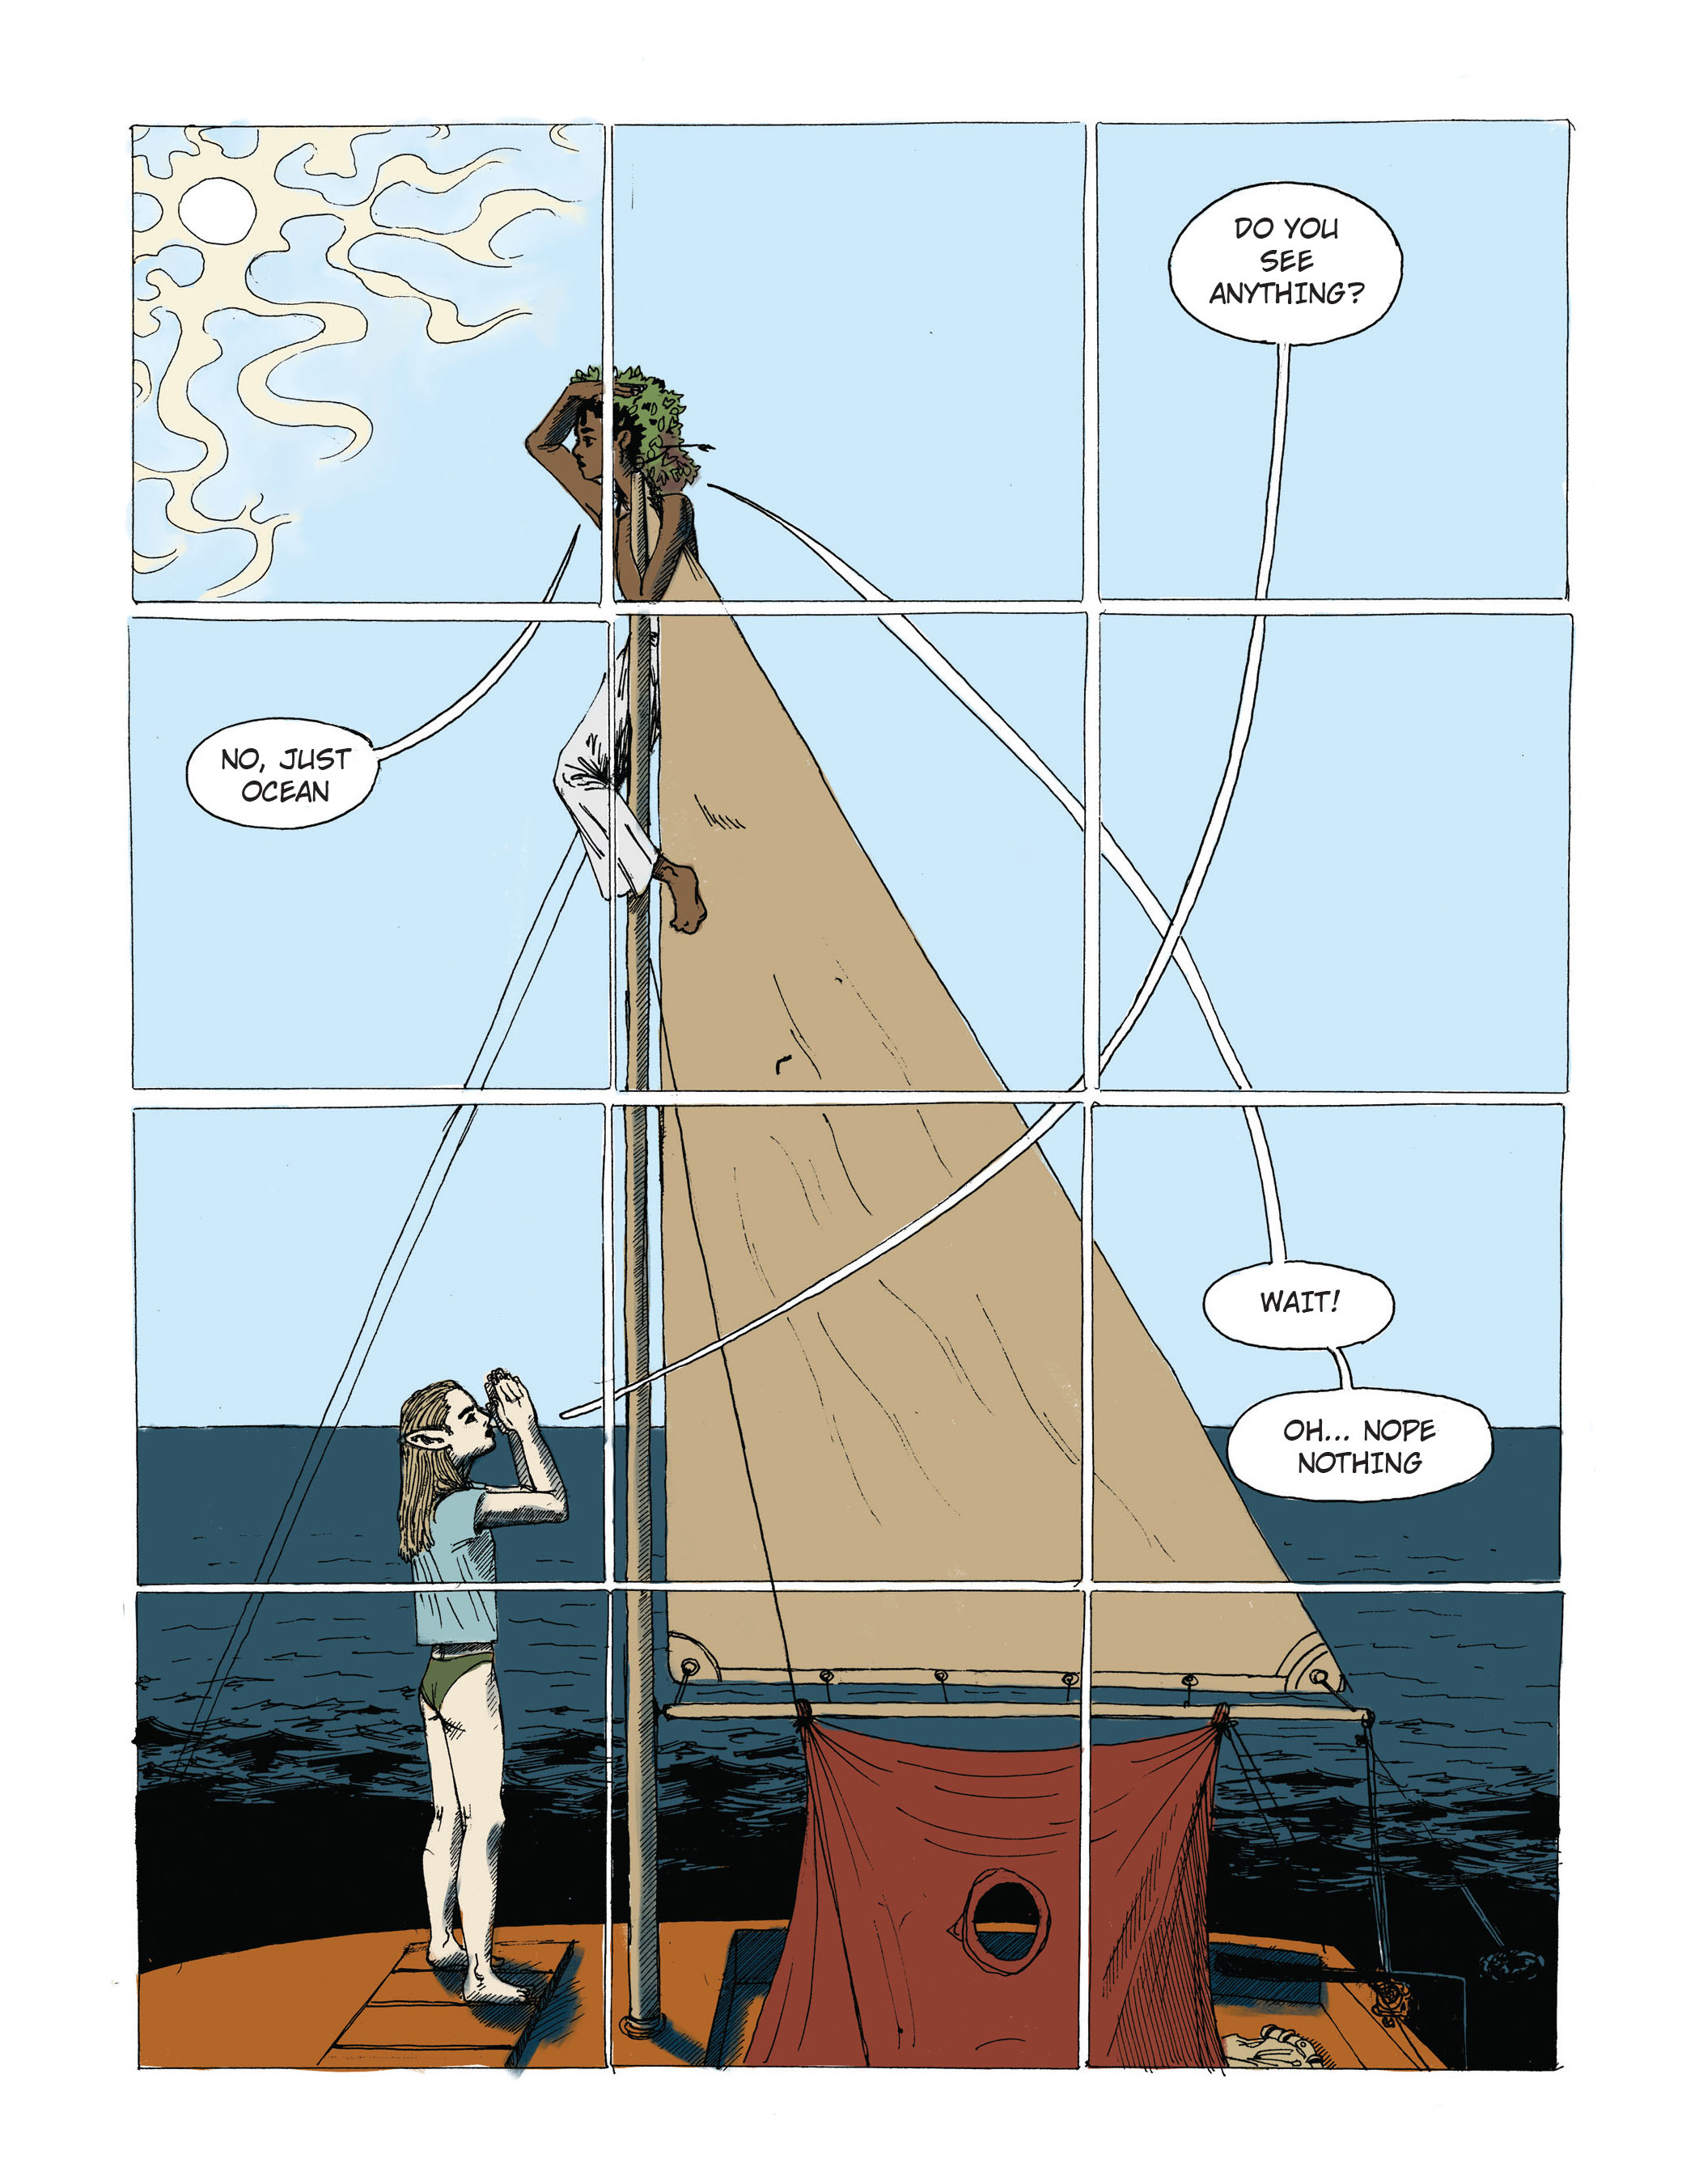 DO YOU
SEE
ANYTHING?
NO, JUST
OCEAN
WAIT!
OH... NOPE
NOTHING